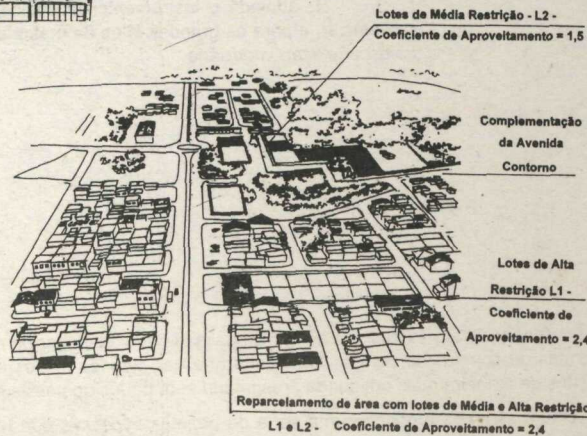 Lotes de Média Restrição - L2 -
Coeficiente de Aproveitamento = 1,5
Complementação
da Avenida
Contorno
Lotes de Alta
Restrição L1 -
Coeficiente de
Aproveitamento = 2,4
Reparcelamento de área com lotes de Média e Alta Restrição
L1 e L2 - Coeficiente de Aproveitamento = 2,4